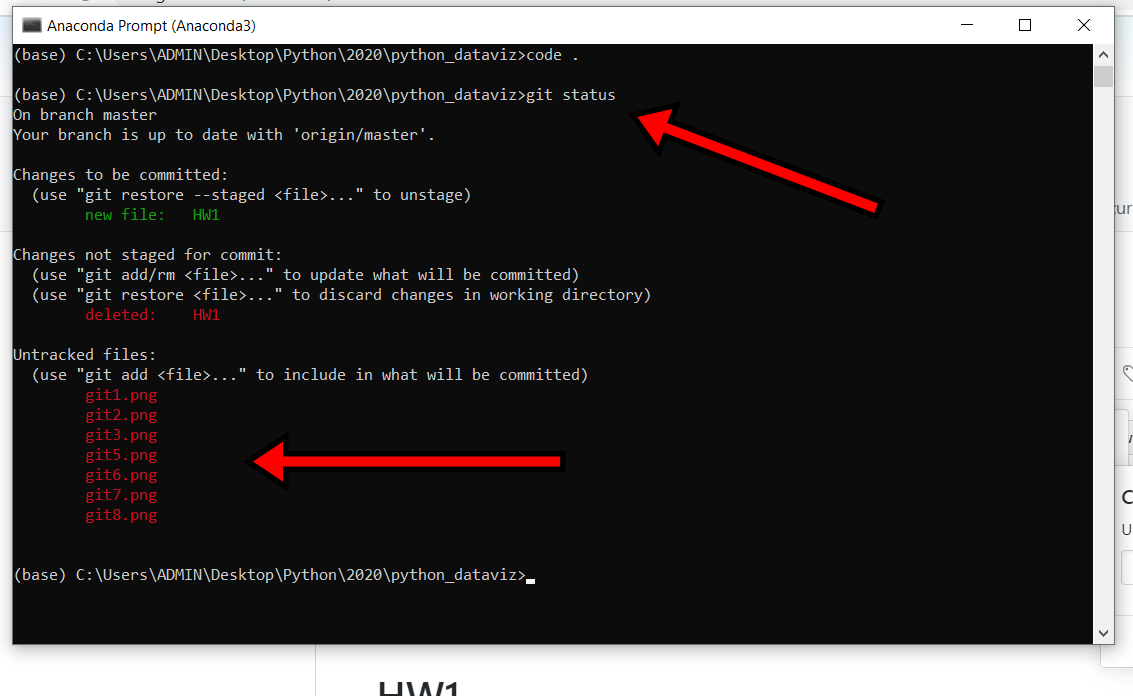 Anaconda Prompt (Anaconda3)
(base) C:\Users\ADMIN\Desktop\Python\2020\python_dataviz>code .
(base) C:\Users\ADMIN\Desktop\Python\2020\python_dataviz>git status
On branch master
Your branch is up to date with 'origin/master'.
Changes to be committed:
  (use "git restore --staged <file>..." to unstage)
        new file:   HW1
Changes not staged for commit:
  (use "git add/rm <file>..." to update what will be committed)
  (use "git restore <file>..." to discard changes in working directory)
        deleted:    HW1
Untracked files:
  (use "git add <file>..." to include in what will be committed)
        git1.png
        git2.png
        git3.png
        git5.png
        git6.png
        git7.png
        git8.png
(base) C:\Users\ADMIN\Desktop\Python\2020\python_dataviz>
HW1